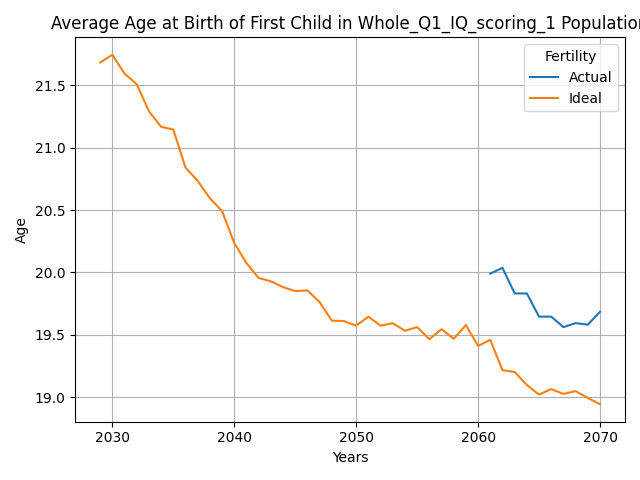 Average Age at Birth of First Child in Whole_Q1_IQ_scoring_1 Population
Fertility
Actual
Ideal
21.5
21.0
20.5
20.0
19.5
19.0
Age
2030 2040 2050 2060 2070
Years